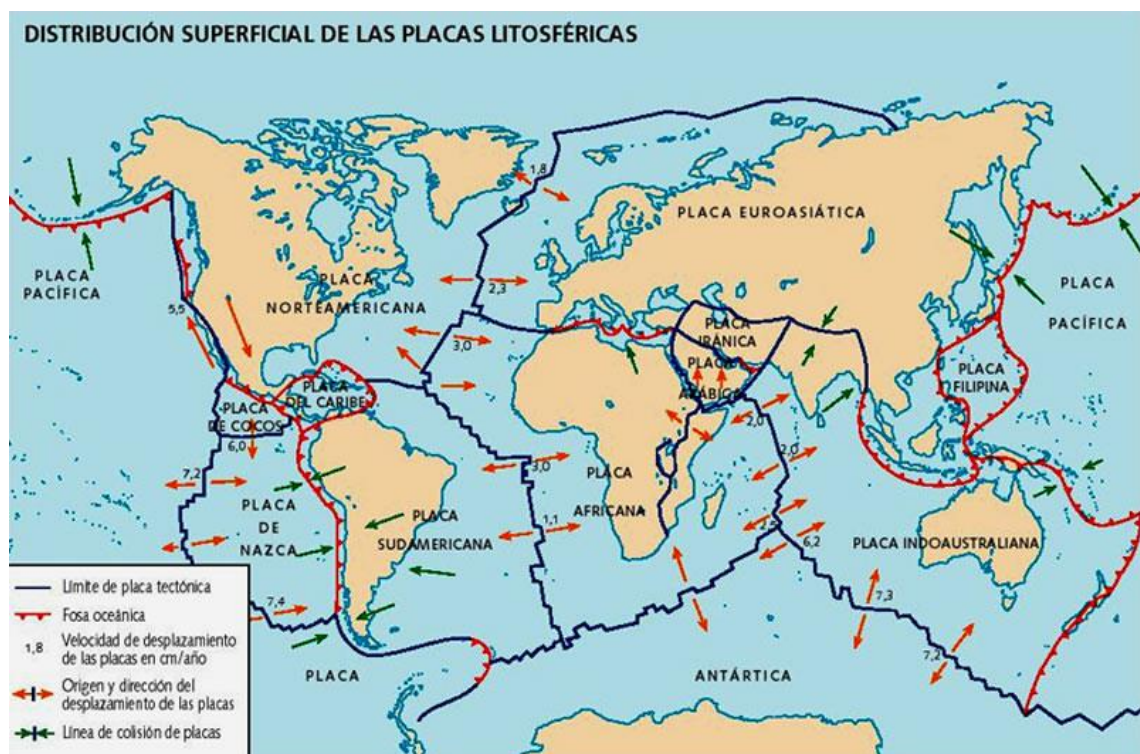 DISTRIBUCIÓN SUPERFICIAL DE LAS PLACAS LITOSFÉRICAS
1,8
PLACA EUROASIÁTICA
PLACA
PACÍFICA
PLACA
NORTEAMERICANA
2,3
5,5
3,0
PLACA
IRÁNICA
PLACA
ARÁBICA
PLACA
PACÍFICA
PLACA
FILIPINA
PLACA
DEL CARIBE
PLACA
DE COCOS
6,0
2,0
2,0
7,2
3,0
PLACA
AFRICANA
PLACA
DE
NAZCA
PLACA
SUDAMERICANA
1,1
6,2
PLACA INDOAUSTRALIANA
7,3
7,4
7,2
PLACA
ANTÁRTICA
Límite de placa tectónica
Fosa oceánica
1,8
Velocidad de desplazamiento
de las placas en cm/año
Origen y dirección del
desplazamiento de las placas
Línea de colisión de placas